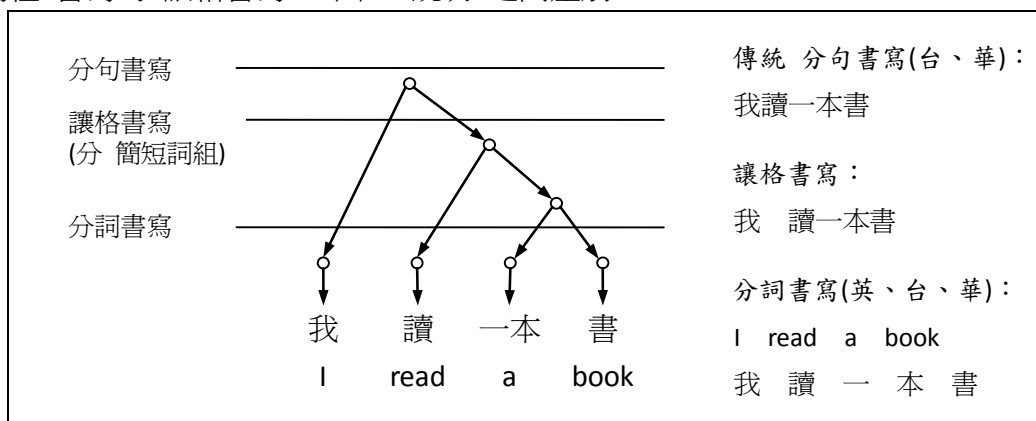 分句書寫
讓格書寫
(分 簡短詞組)
分詞書寫
我 讀 一本 書
I read a book
傳統 分句書寫(台、華)：
我讀一本書
讓格書寫：
我 讀一本書
分詞書寫(英、台、華)：
I read a book
我 讀 一 本 書